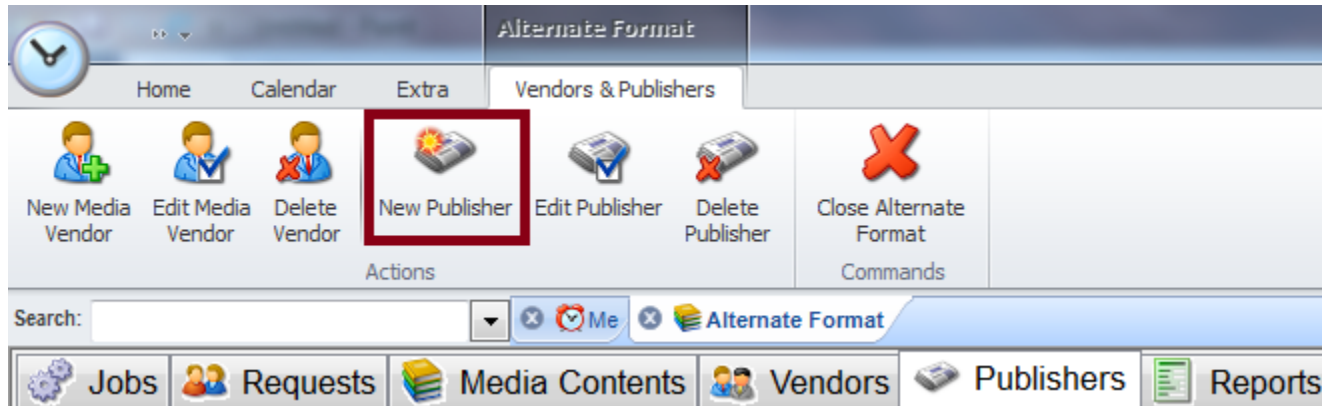 Alternate Format
Home Calendar Extra Vendors & Publishers
New Media Vendor Edit Media Vendor Delete Vendor New Publisher Edit Publisher Delete Publisher Close Alternate Format
Actions Commands
Search: Me Alternate Format
Jobs Requests Media Contents Vendors Publishers Reports